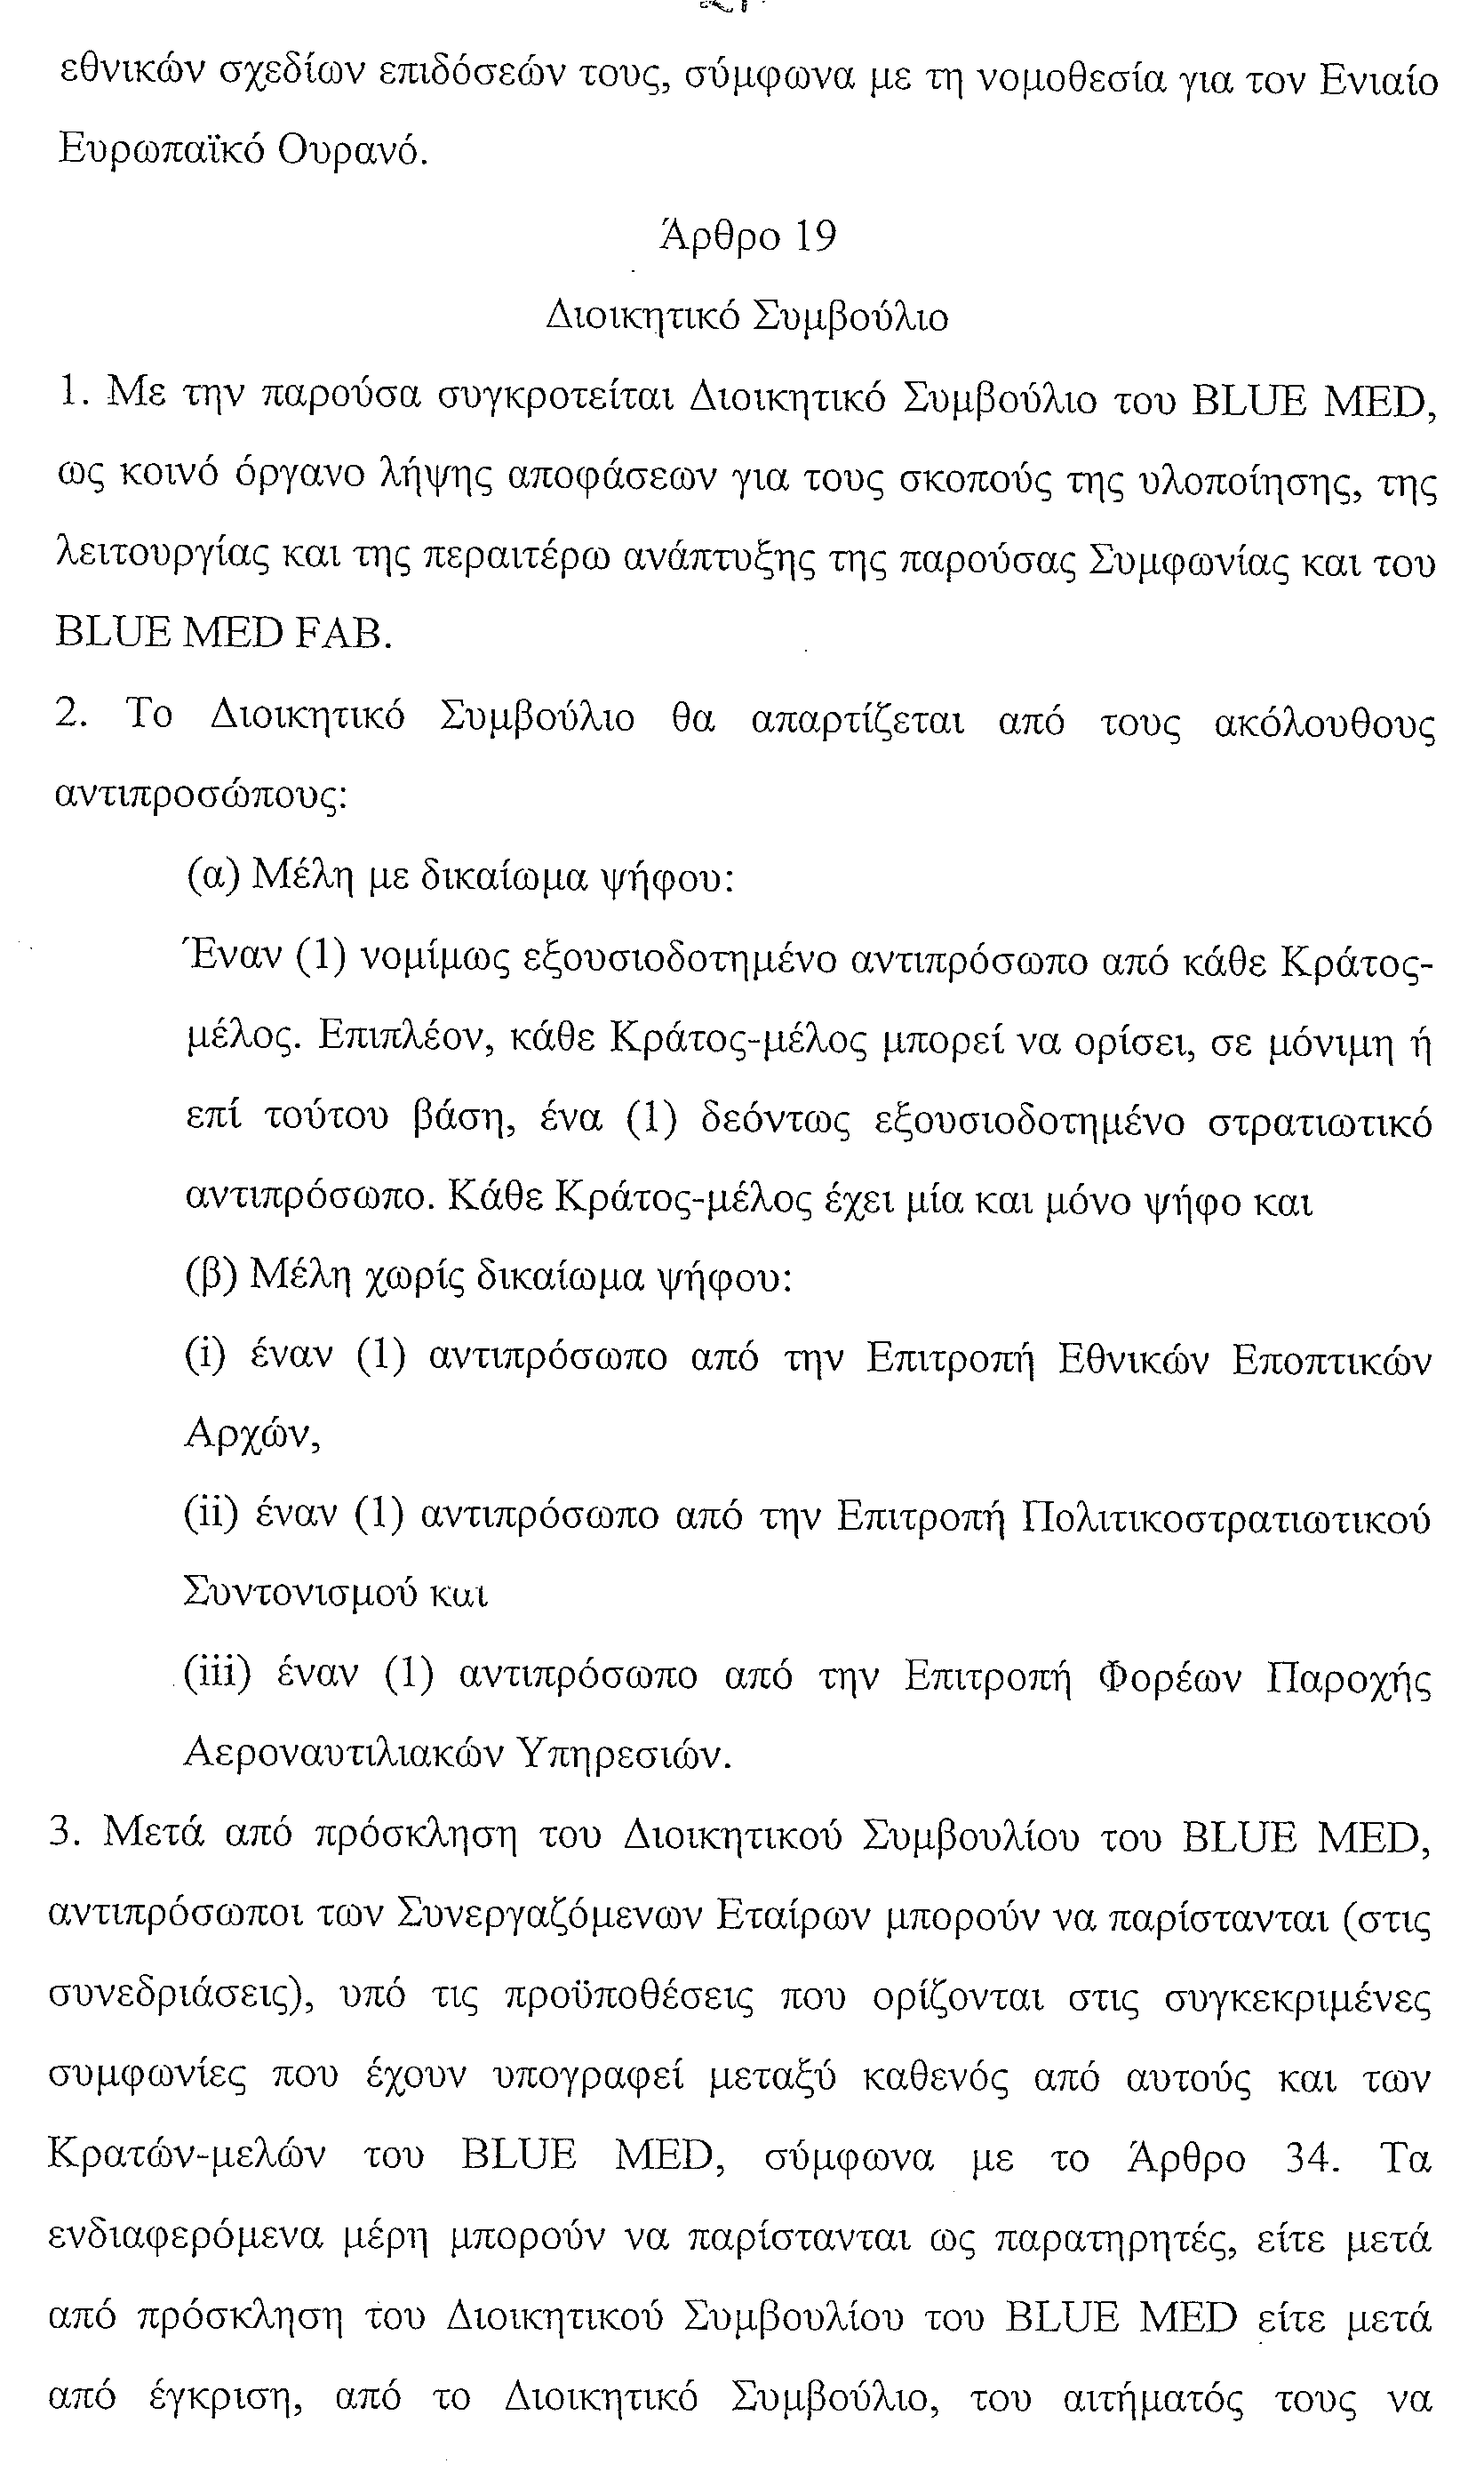 εθνικών σχεδίων επιδόσεών τους, σύμφωνα με τη νομοθεσία για τον Ενιαίο
Ευρωπαϊκό Ουρανό.
Άρθρο 19
Διοικητικό Συμβούλιο
1. Με την παρούσα συγκροτείται Διοικητικό Συμβούλιο του BLUE MED,
ως κοινό όργανο λήψης αποφάσεων για τους σκοπούς της υλοποίησης, της
λειτουργίας και της περαιτέρω ανάπτυξης της παρούσας Συμφωνίας και του
BLUE MED FAB.
2. Το Διοικητικό Συμβούλιο θα απαρτίζεται από τους ακόλουθους
αντιπροσώπους:
(α) Μέλη με δικαίωμα ψήφου:
Έναν (1) νομίμως εξουσιοδοτημένο αντιπρόσωπο από κάθε Κράτος-
μέλος. Επιπλέον, κάθε Κράτος-μέλος μπορεί να ορίσει, σε μόνιμη ή
επί τούτου βάση, ένα (1) δεόντως εξουσιοδοτημένο στρατιωτικό
αντιπρόσωπο. Κάθε Κράτος-μέλος έχει μία και μόνο ψήφο και
(β) Μέλη χωρίς δικαίωμα ψήφου:
(i) έναν (1) αντιπρόσωπο από την Επιτροπή Εθνικών Εποπτικών
Αρχών,
(ii) έναν (1) αντιπρόσωπο από την Επιτροπή Πολιτικοστρατιωτικού
Συντονισμού και
(iii) έναν (1) αντιπρόσωπο από την Επιτροπή Φορέων Παροχής
Αεροναυτιλιακών Υπηρεσιών.
3. Μετά από πρόσκληση του Διοικητικού Συμβουλίου του BLUE MED,
αντιπρόσωποι των Συνεργαζόμενων Εταίρων μπορούν να παρίστανται (στις
συνεδριάσεις), υπό τις προϋποθέσεις που ορίζονται στις συγκεκριμένες
συμφωνίες που έχουν υπογραφεί μεταξύ καθενός από αυτούς και των
Κρατών-μελών του BLUE MED, σύμφωνα με το Άρθρο 34. Τα
ενδιαφερόμενα μέρη μπορούν να παρίστανται ως παρατηρητές, είτε μετά
από πρόσκληση του Διοικητικού Συμβουλίου του BLUE MED είτε μετά
από έγκριση, από το Διοικητικό Συμβούλιο, του αιτήματός τους να